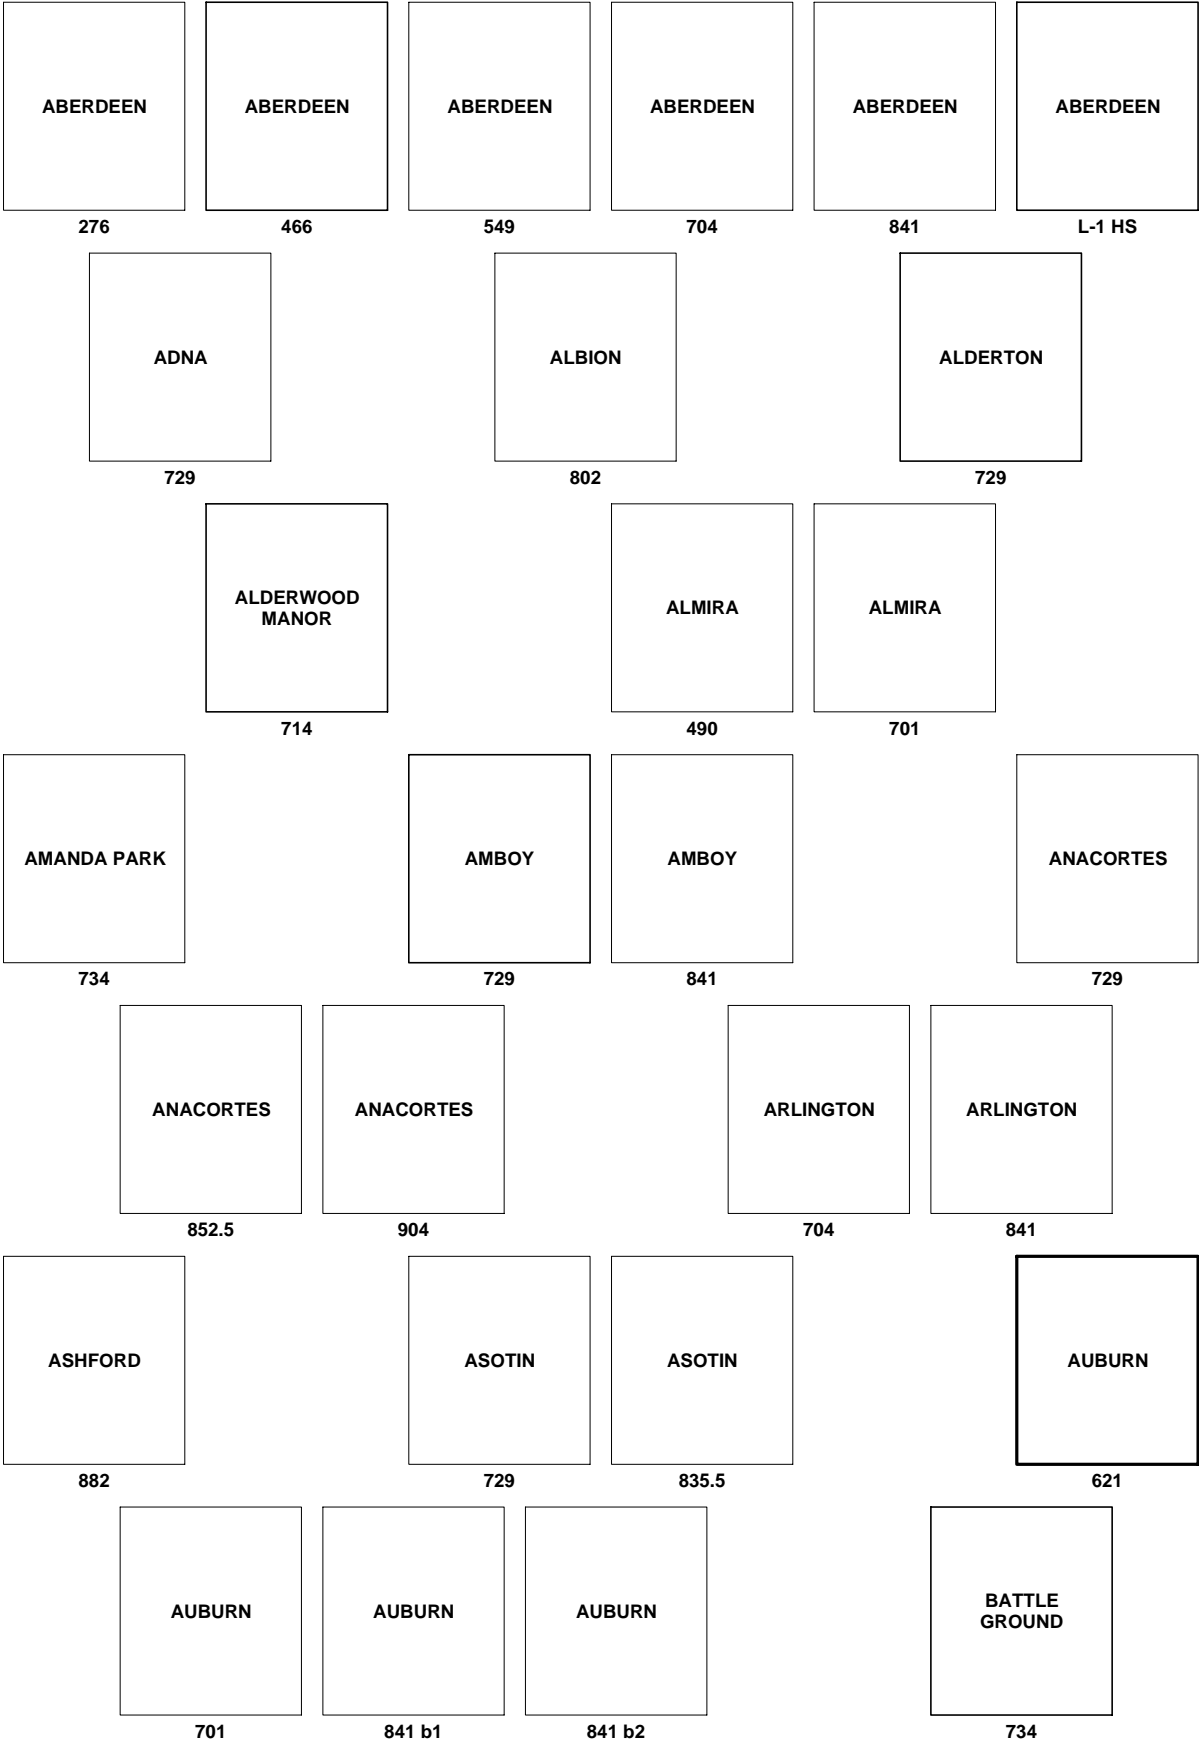 ABERDEEN ABERDEEN ABERDEEN ABERDEEN ABERDEEN ABERDEEN
276 466 549 704 841 L-1 HS
ADNA ALBION ALDERTON
729 802 729
ALDERWOOD
MANOR ALMIRA ALMIRA
714 490 701
AMANDA PARK AMBOY AMBOY ANACORTES
734 729 841 729
ANACORTES ANACORTES ARLINGTON ARLINGTON
852.5 904 704 841
ASHFORD ASOTIN ASOTIN AUBURN
882 729 835.5 621
AUBURN AUBURN AUBURN BATTLE
GROUND
701 841 b1 841 b2 734